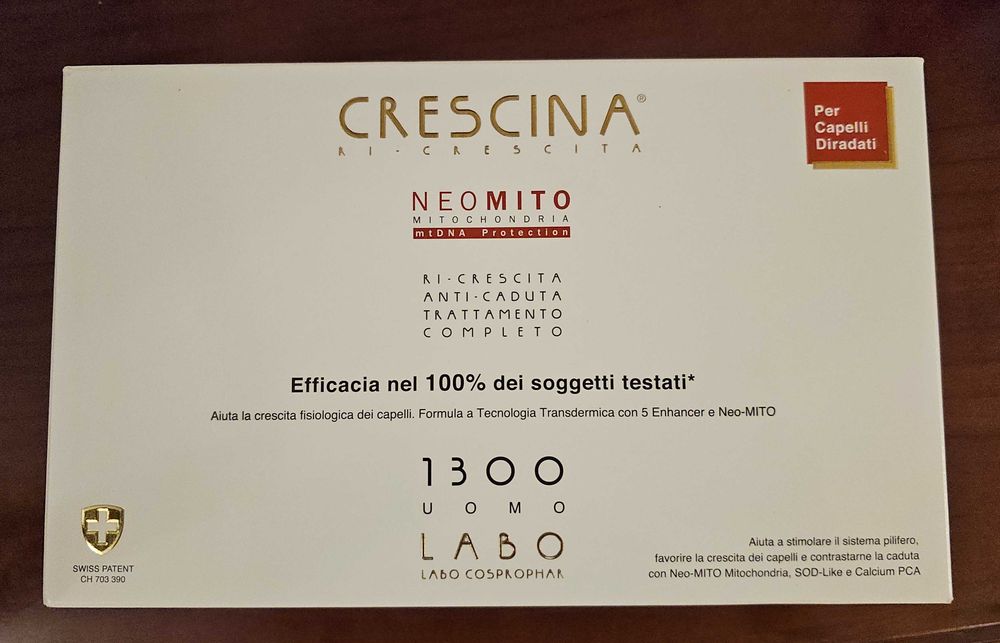 CRESCINA®
RI-CRESCITA
Per
Capelli
Diradati
NEOMITO
MITOCHONDRIA
mtDNA Protection
RI-CRESCITA
ANTI-CADUTA
TRATTAMENTO
COMPLETO
Efficacia nel 100% dei soggetti testati*
Aiuta la crescita fisiologica dei capelli. Formula a Tecnologia Transdermica con 5 Enhancer e Neo-MITO
1300
UOMO
LABO
LABO COSPROPHAR
SWISS PATENT
CH 703 390
Aiuta a stimolare il sistema pilifero,
favorire la crescita dei capelli e contrastarne la caduta
con Neo-MITO Mitochondria, SOD-Like e Calcium PCA